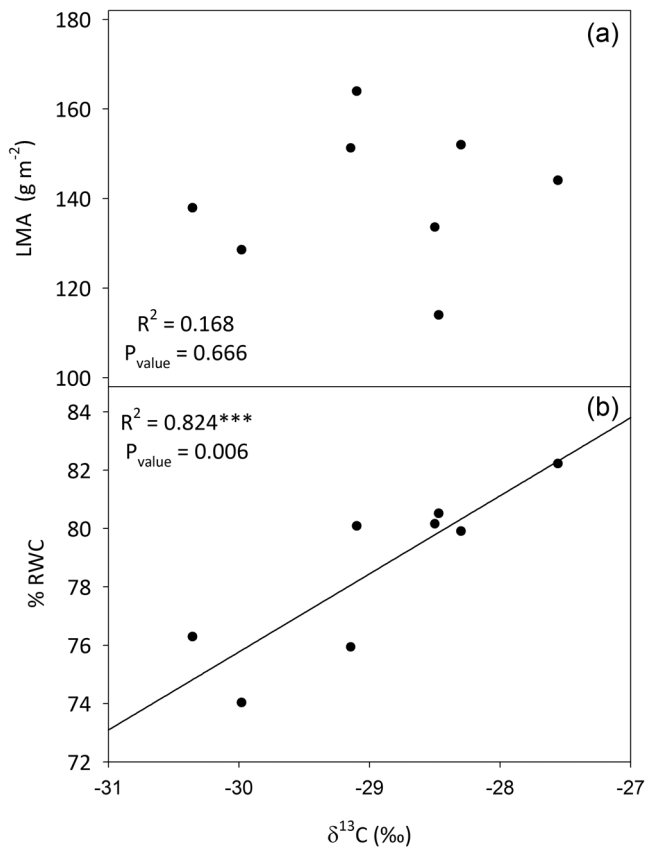 180
(a)
160
140
120
100
LMA (g m-2)
R2 = 0.168
Pvalue = 0.666
84
(b)
82
80
78
76
74
72
% RWC
R2 = 0.824***
Pvalue = 0.006
-31 -30 -29 -28 -27
δ13C (‰)